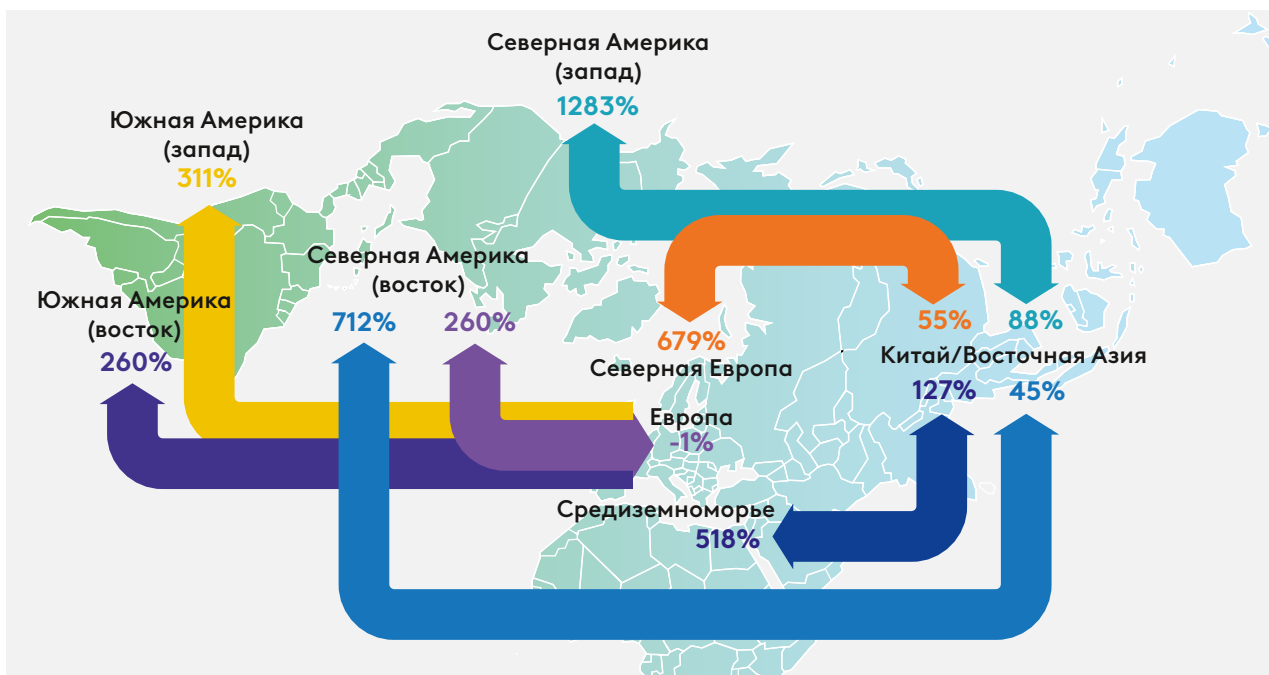 Северная Америка
(запад)
1283%
Южная Америка
(запад)
311%
Северная Америка
(восток)
712%
260%
Южная Америка
(восток)
260%
679%
Северная Европа
55%
88%
Китай/Восточная Азия
127%
45%
Европа
-1%
Средиземноморье
518%